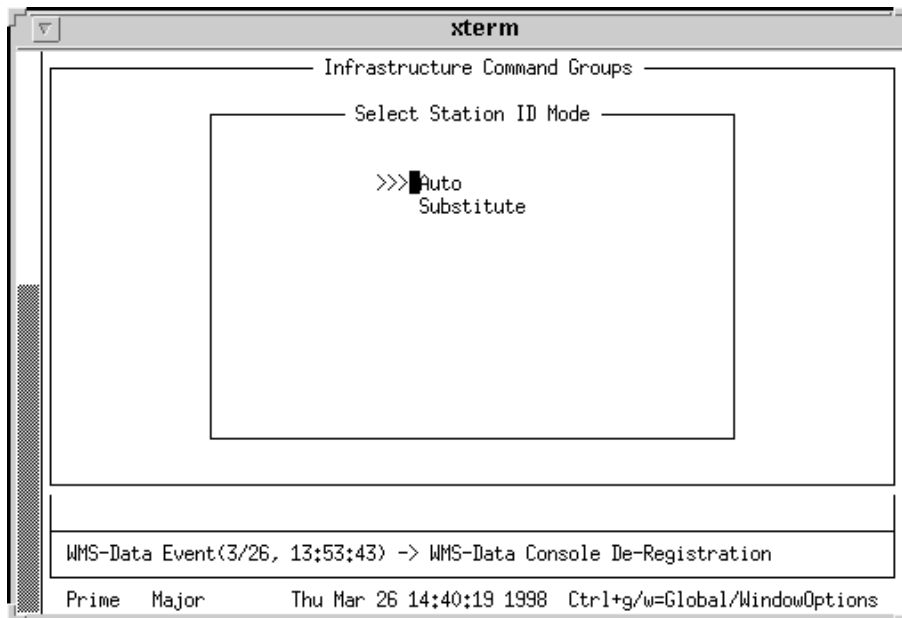 xterm
Infrastructure Command Groups
Select Station ID Mode
>>> Auto
Substitute
WMS-Data Event(3/26, 13:53:43) -> WMS-Data Console De-Registration
Prime Major Thu Mar 26 14:40:19 1998 Ctrl+g/w=Global/WindowOptions